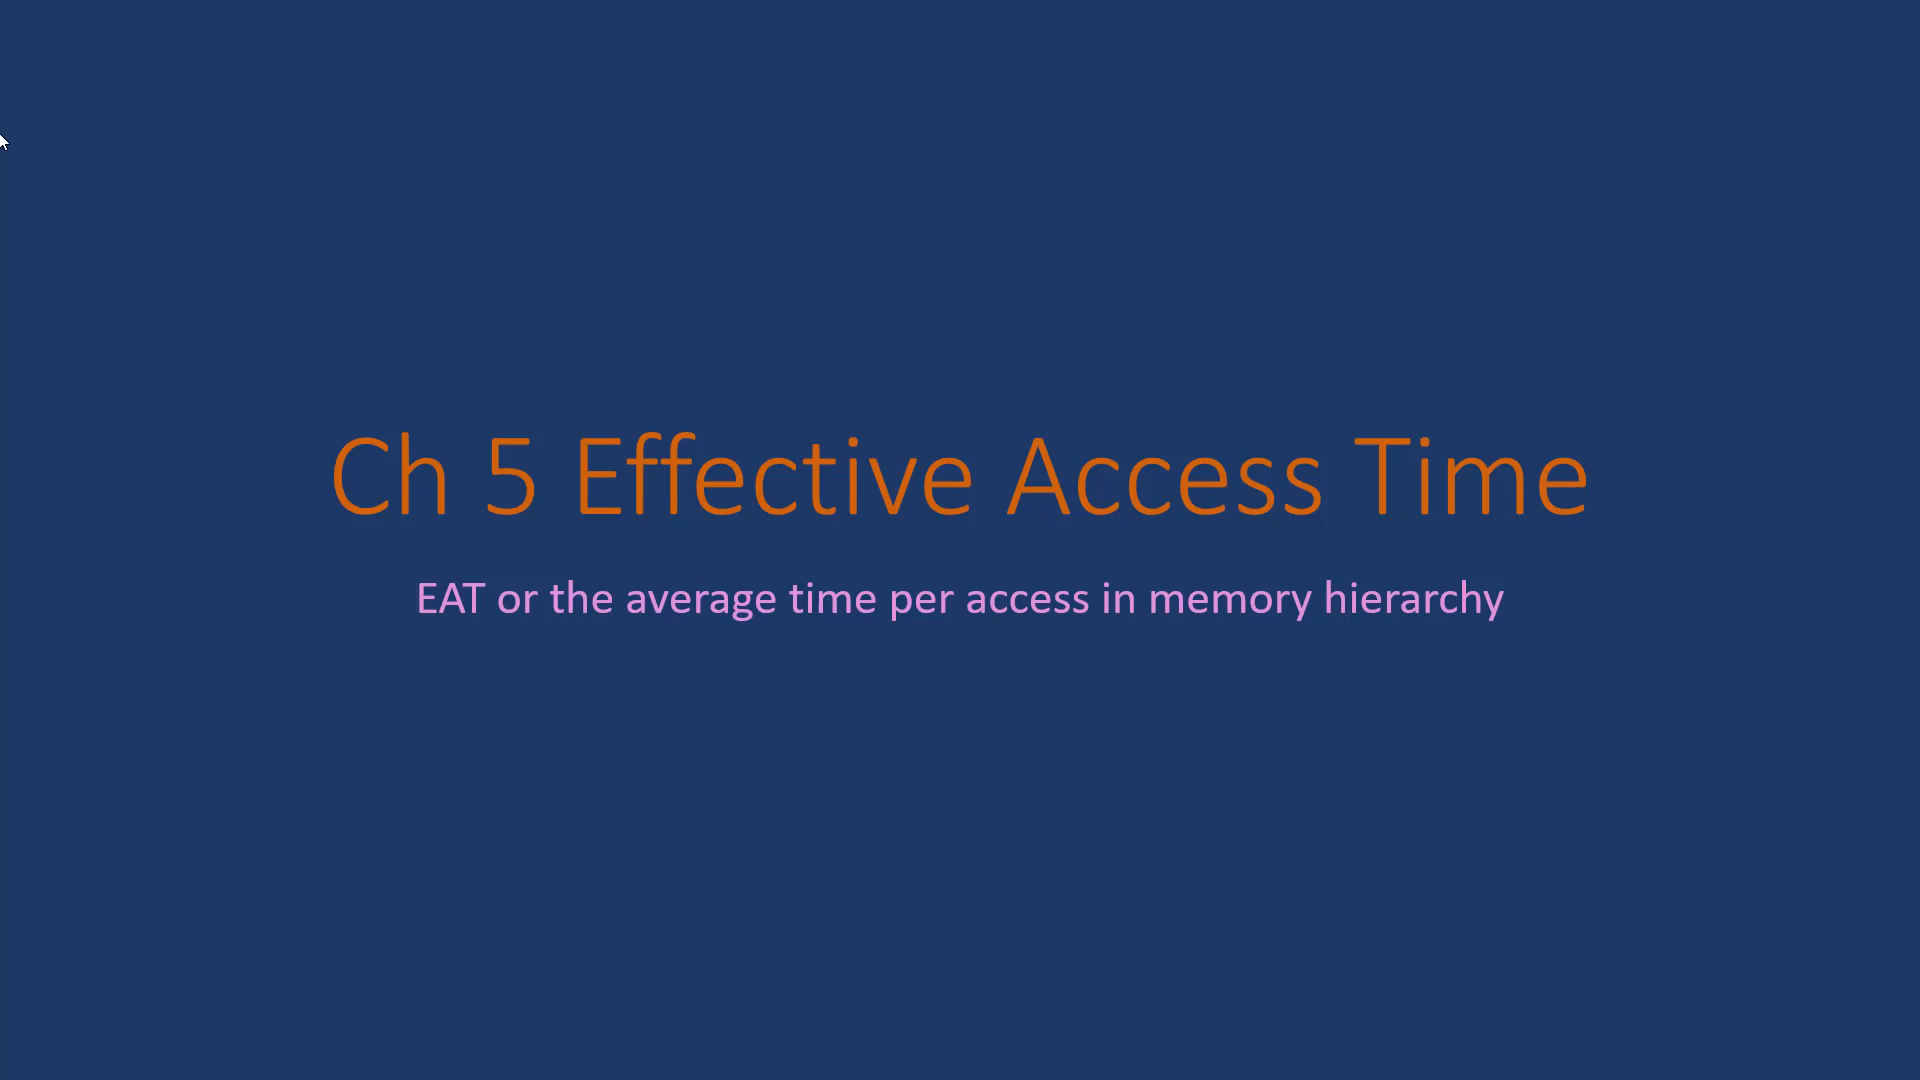 Ch 5 Effective Access Time
EAT or the average time per access in memory hierarchy